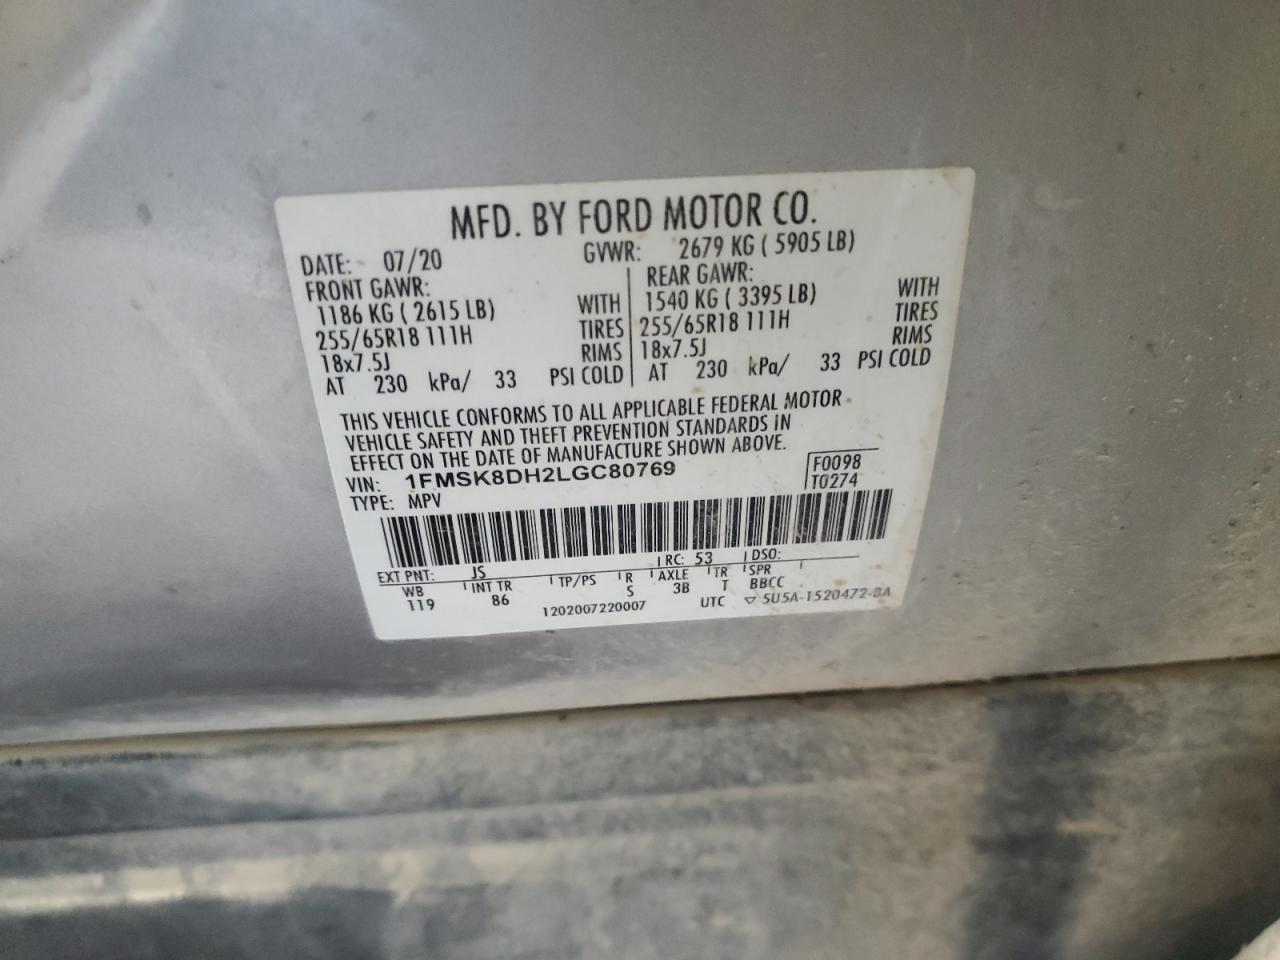 MFD. BY FORD MOTOR CO.
DATE: 07/20 GVWR: 2679 KG ( 5905 LB)
FRONT GAWR: REAR GAWR:
1186 KG ( 2615 LB) WITH 1540 KG ( 3395 LB) WITH
255/65R18 111H TIRES 255/65R18 111H TIRES
18x7.5J RIMS 18x7.5J RIMS
AT 230 kPa/ 33 PSI COLD AT 230 kPa/ 33 PSI COLD
THIS VEHICLE CONFORMS TO ALL APPLICABLE FEDERAL MOTOR
VEHICLE SAFETY AND THEFT PREVENTION STANDARDS IN
EFFECT ON THE DATE OF MANUFACTURE SHOWN ABOVE.
VIN: 1FMSK8DH2LGC80769 F0098
TYPE: MPV T0274
EXT PNT: JS RC: 53 DSO:
WB INT TR TP/PS R AXLE TR SPR
119 86 S 3B T BBCC
1202007220007 UTC ▽ 5U5A-1520472-BA